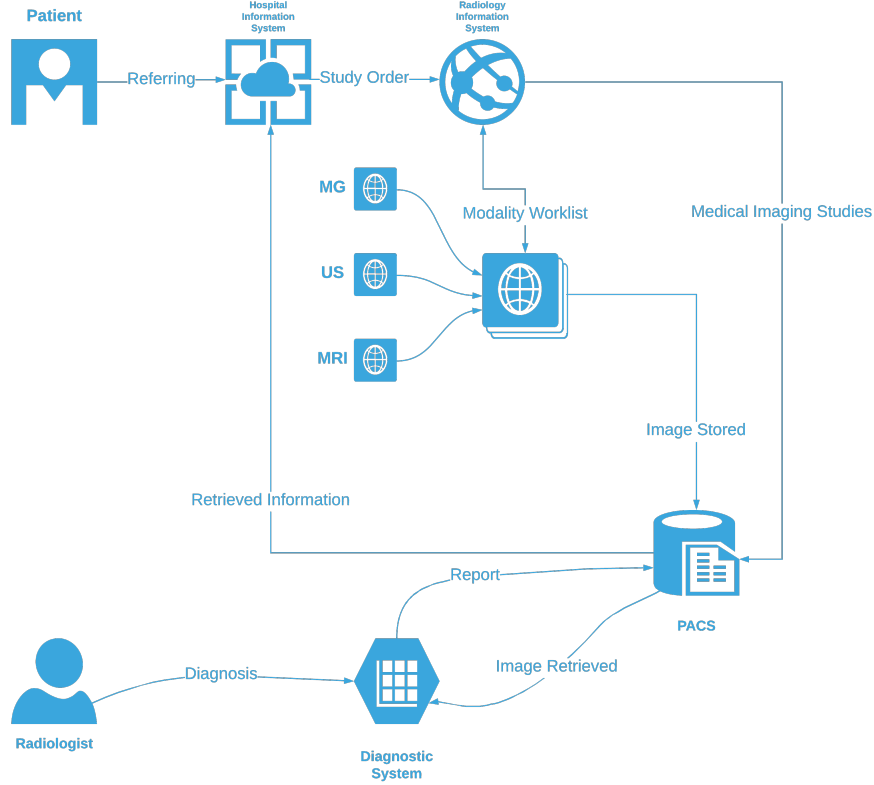 Patient
Hospital
Information
System
Radiology
Information
System
Referring
Study Order
MG
Modality Worklist
Medical Imaging Studies
US
MRI
Image Stored
Retrieved Information
Report
PACS
Image Retrieved
Diagnosis
Radiologist
Diagnostic
System